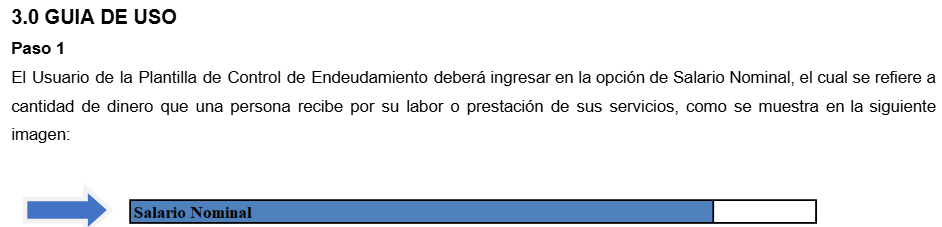 3.0 GUIA DE USO
Paso 1
El Usuario de la Plantilla de Control de Endeudamiento deberá ingresar en la opción de Salario Nominal, el cual se refiere a
cantidad de dinero que una persona recibe por su labor o prestación de sus servicios, como se muestra en la siguiente
imagen:
Salario Nominal